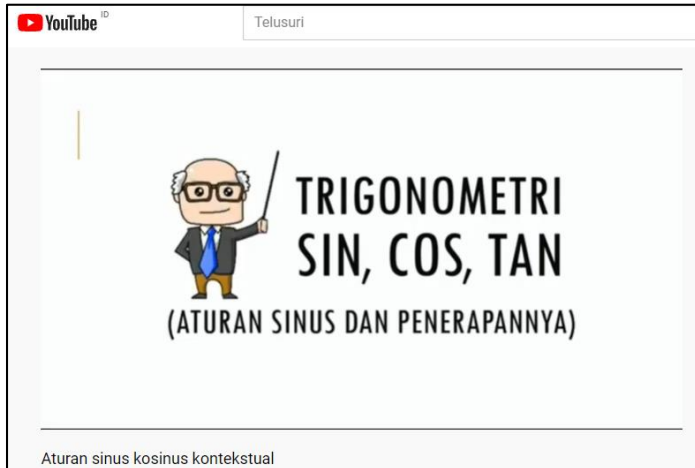 YouTube ID
Telusuri
TRIGONOMETRI
SIN, COS, TAN
(ATURAN SINUS DAN PENERAPANNYA)
Aturan sinus kosinus kontekstual